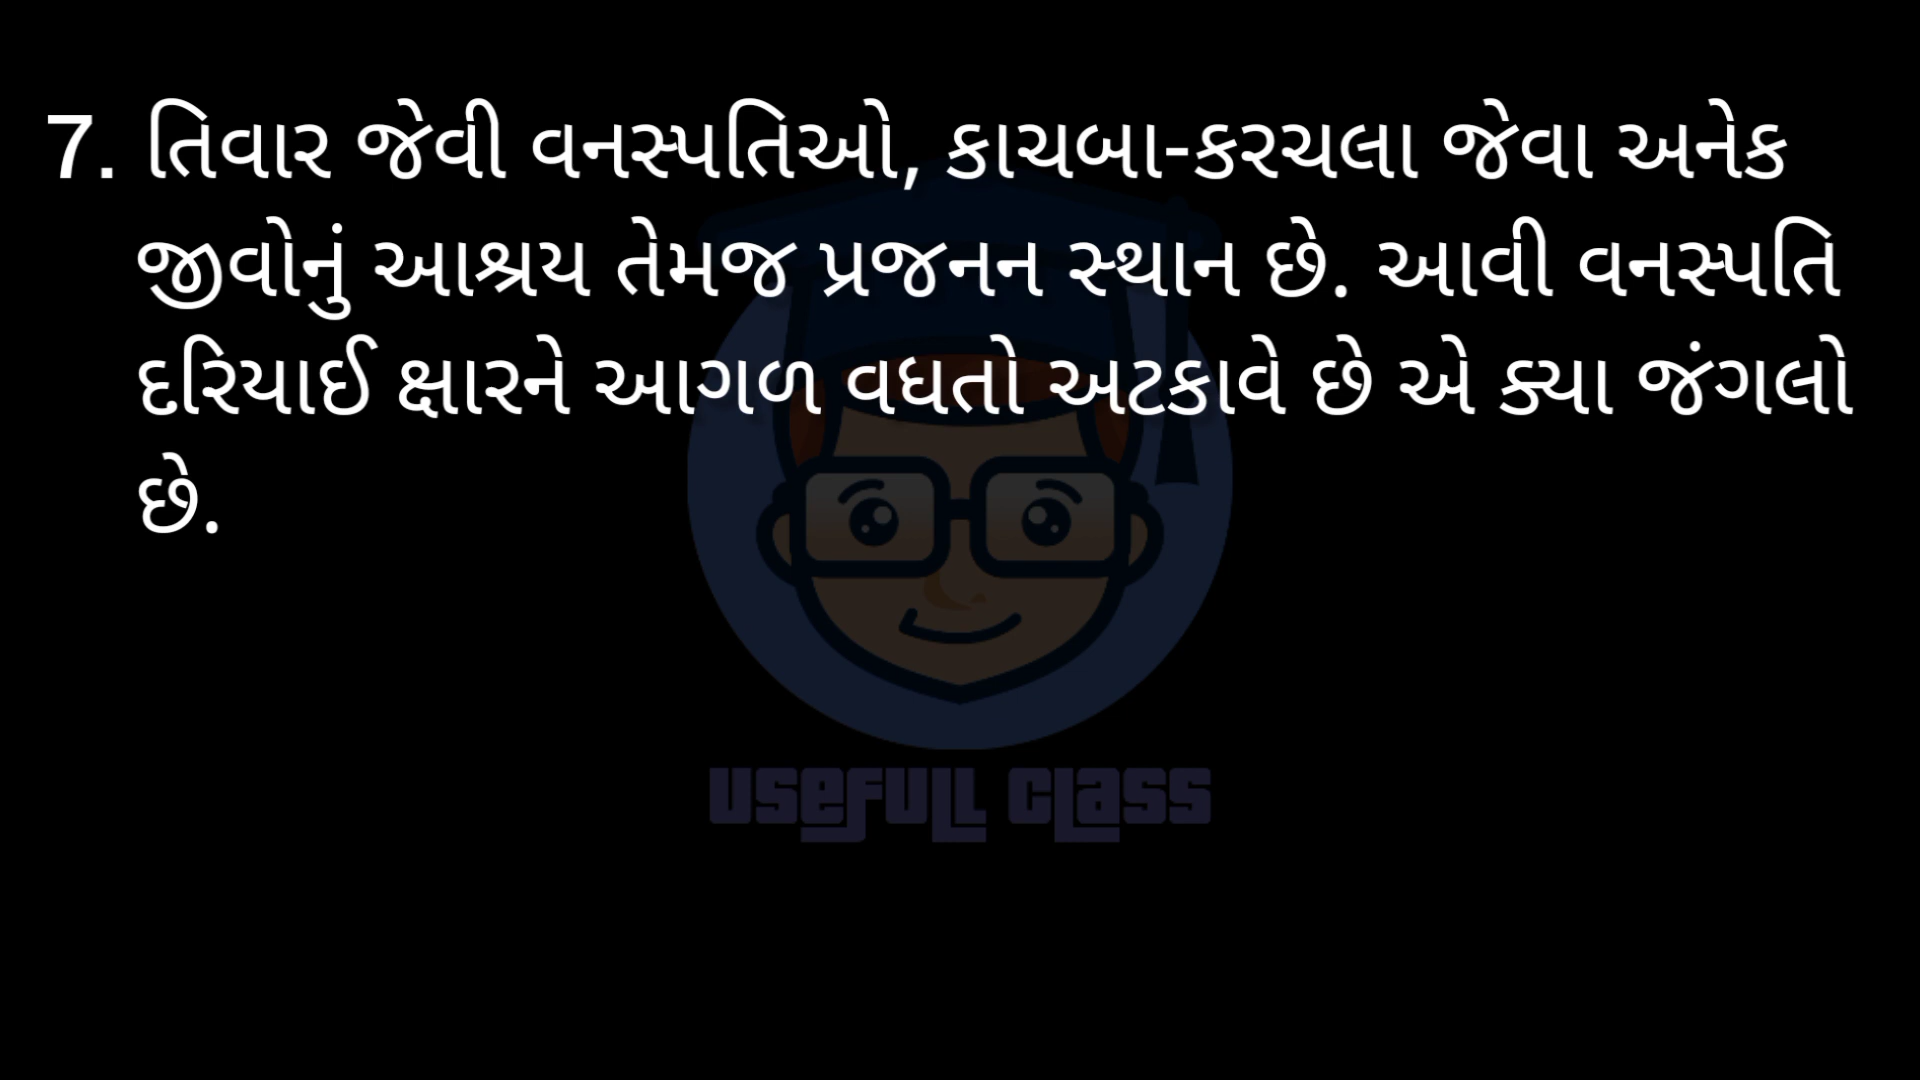 7. તિવાર જેવી વનસ્પતિઓ, કાચબા-કરચલા જેવા અનેક
જીવોનું આશ્રય તેમજ પ્રજનન સ્થાન છે. આવી વનસ્પતિ
દરિયાઈ ક્ષારને આગળ વધતો અટકાવે છે એ ક્યા જંગલો
છે.
USEFULL CLASS